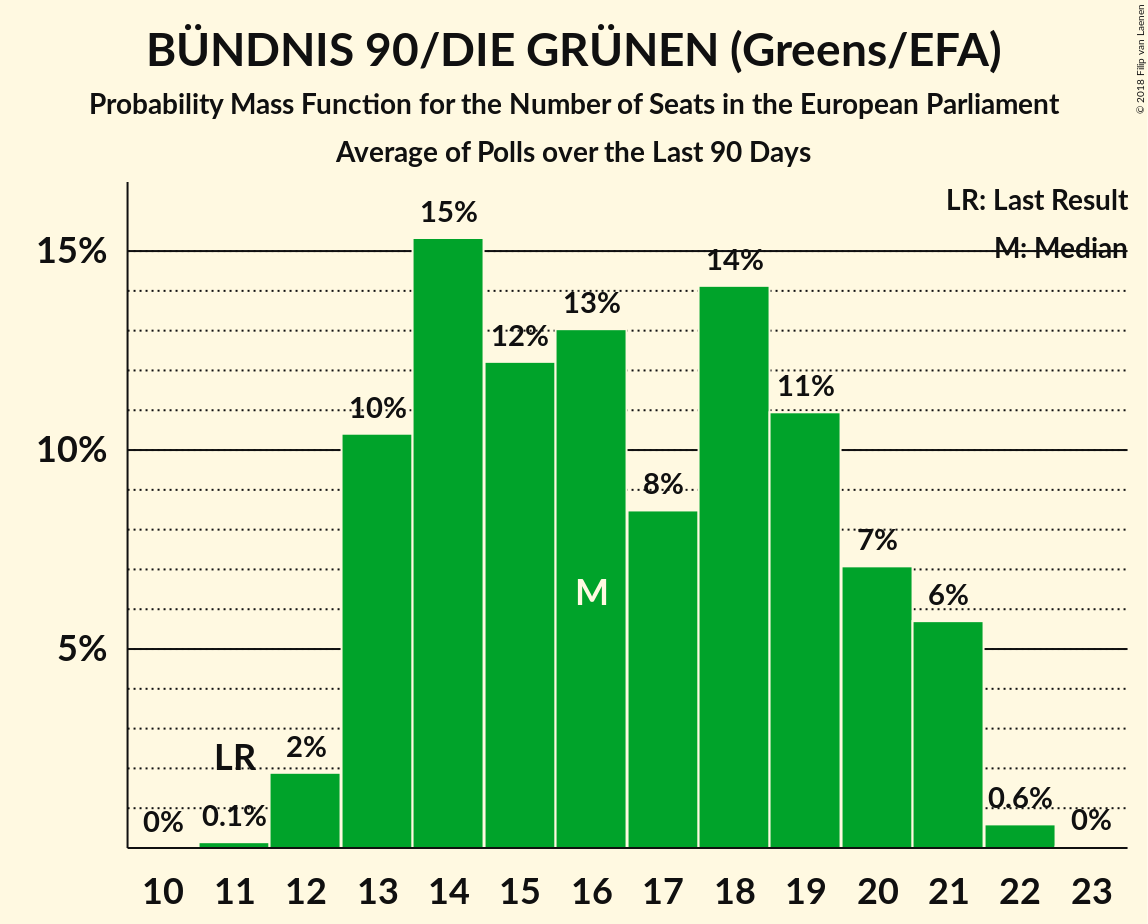 BÜNDNIS 90/DIE GRÜNEN (Greens/EFA)
Probability Mass Function for the Number of Seats in the European Parliament
Average of Polls over the Last 90 Days
© 2018 Filip van Laenen
LR: Last Result
M: Median
15%
10%
5%
0%
0.1%
LR
2%
10%
15%
12%
13%
M
8%
14%
11%
7%
6%
0.6%
0%
10 11 12 13 14 15 16 17 18 19 20 21 22 23